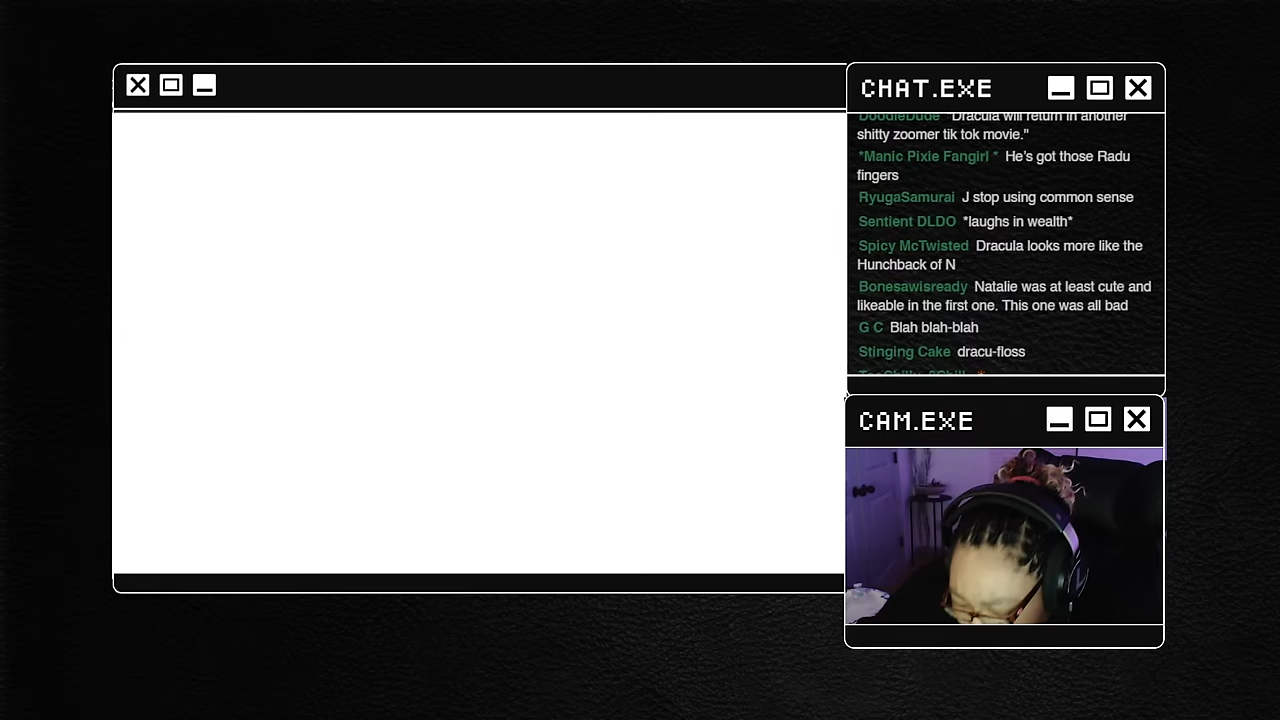 CHAT.EXE
DoodleDude "Dracula will return in another
shitty zoomer tik tok movie."
*Manic Pixie Fangirl * He's got those Radu
fingers
RyugaSamurai J stop using common sense
Sentient DLDO *laughs in wealth*
Spicy McTwisted Dracula looks more like the
Hunchback of N
Bonesawisready Natalie was at least cute and
likeable in the first one. This one was all bad
G C Blah blah-blah
Stinging Cake dracu-floss
CAM.EXE